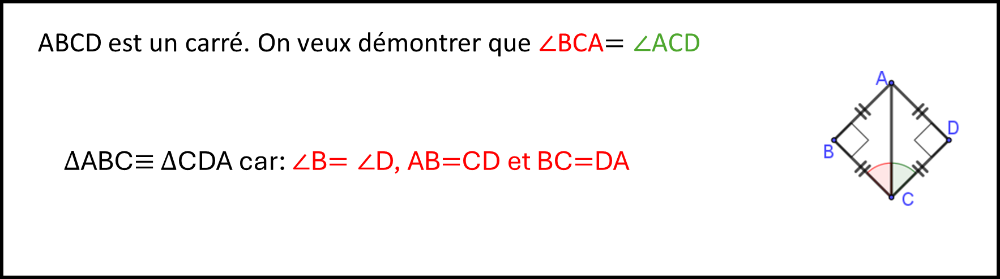 ABCD est un carré. On veux démontrer que ∠BCA= ∠ACD
A
D
B
ΔABC≡ ΔCDA car: ∠B= ∠D, AB=CD et BC=DA
C